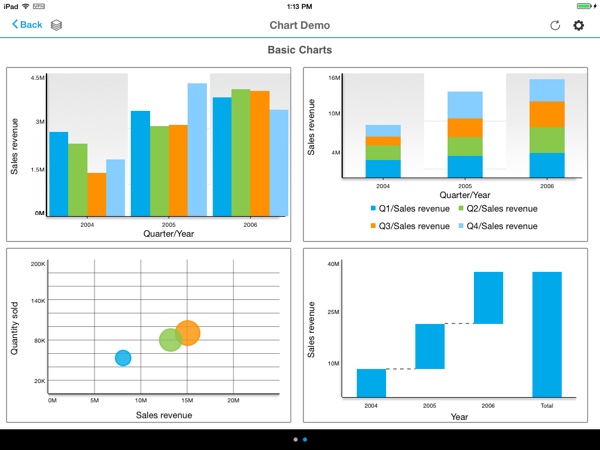 iPad VPN 1:13 PM
Back Chart Demo
Basic Charts
4.5M
3M
1.5M
0M
Sales revenue
2004 2005 2006
Quarter/Year
16M
10M
4M
Sales revenue
2004 2005 2006
Quarter/Year
Q1/Sales revenue Q2/Sales revenue
Q3/Sales revenue Q4/Sales revenue
200K
140K
80K
20K
Quantity sold
0M 5M 10M 15M 20M
Sales revenue
40M
25M
10M
Sales revenue
2004 2005 2006 Total
Year